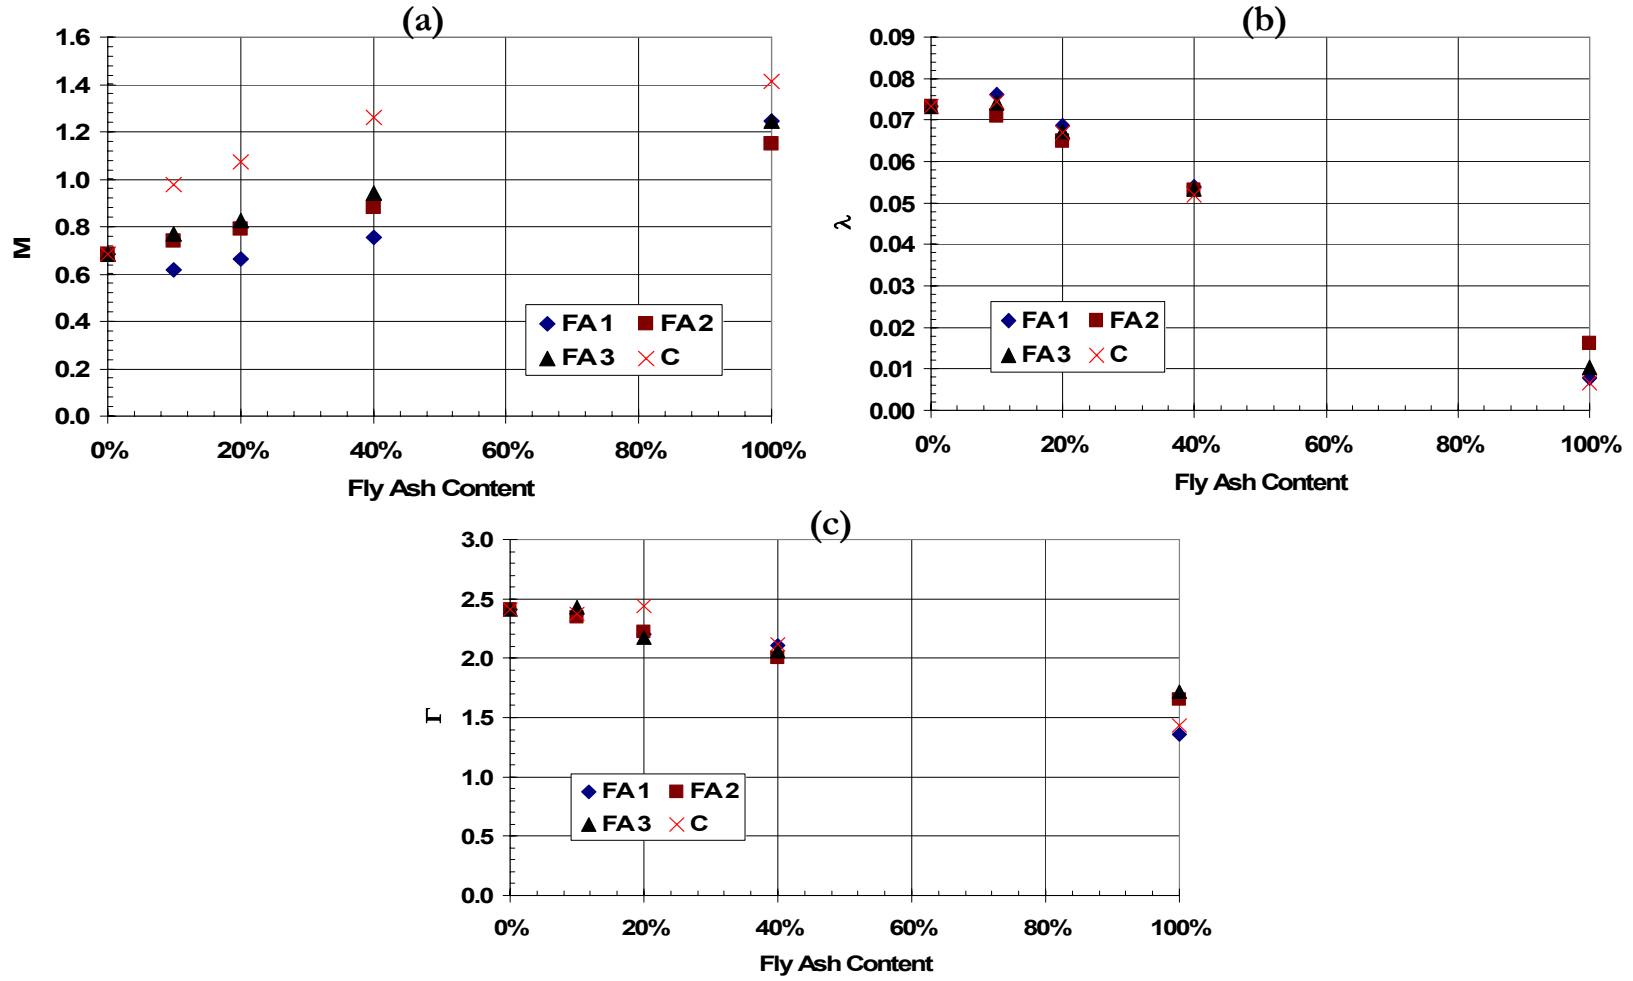 (a)
1.6
1.4
1.2
1.0
0.8
0.6
0.4
0.2
0.0
M
FA1 FA2
FA3 C
0% 20% 40% 60% 80% 100%
Fly Ash Content
(b)
0.09
0.08
0.07
0.06
0.05
0.04
0.03
0.02
0.01
0.00
λ
FA1 FA2
FA3 C
0% 20% 40% 60% 80% 100%
Fly Ash Content
(c)
3.0
2.5
2.0
1.5
1.0
0.5
0.0
Γ
FA1 FA2
FA3 C
0% 20% 40% 60% 80% 100%
Fly Ash Content